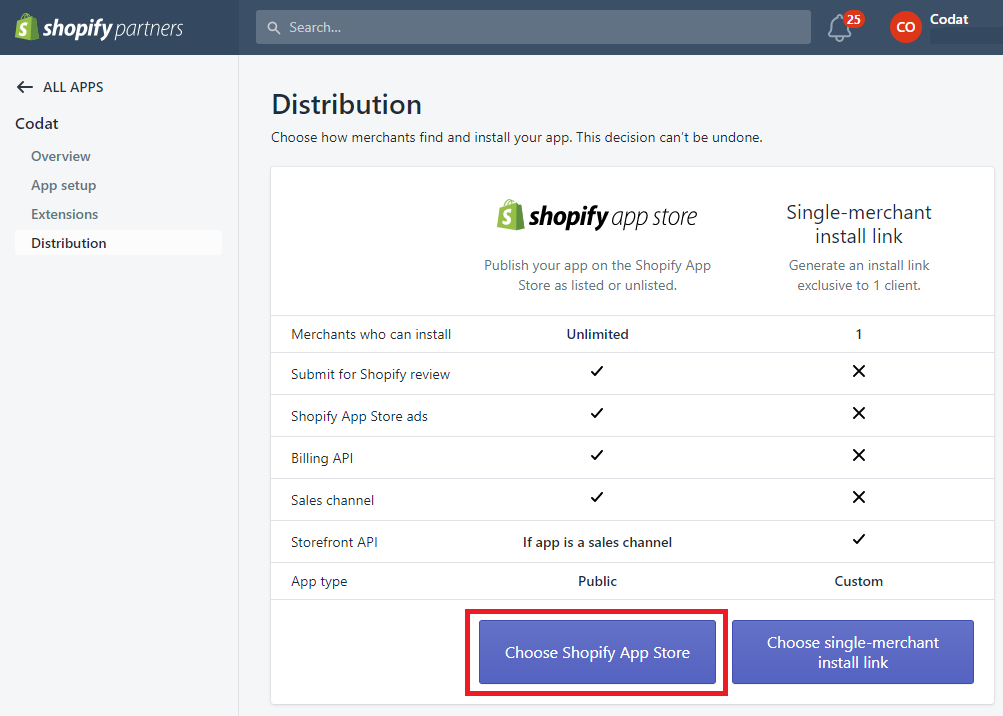 shopify partners
Search...
25
CO
Codat
ALL APPS
Codat
Overview
App setup
Extensions
Distribution
Distribution
Choose how merchants find and install your app. This decision can't be undone.
shopify app store
Publish your app on the Shopify App
Store as listed or unlisted.
Single-merchant
install link
Generate an install link
exclusive to 1 client.
Merchants who can install Unlimited 1
Submit for Shopify review
Shopify App Store ads
Billing API
Sales channel
Storefront API If app is a sales channel
App type Public Custom
Choose Shopify App Store
Choose single-merchant
install link